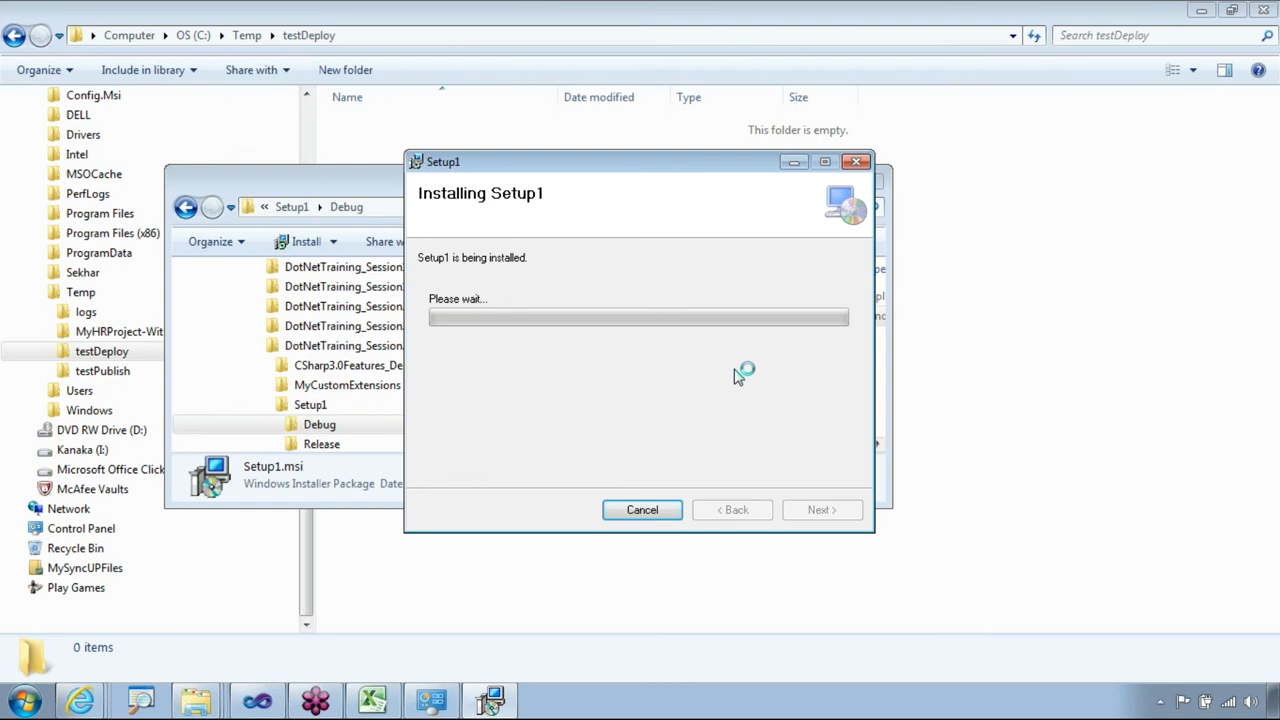 Computer OS (C:) Temp testDeploy
Search testDeploy
Organize Include in library Share with New folder
Name Date modified Type Size
This folder is empty.
Config.Msi
DELL
Drivers
Intel
MSOCache
PerfLogs
Program Files
Program Files (x86)
ProgramData
Sekhar
Temp
logs
MyHRProject-Wit
testDeploy
testPublish
Users
Windows
DVD RW Drive (D:)
Kanaka (I:)
Microsoft Office Click
McAfee Vaults
Network
Control Panel
Recycle Bin
MySyncUPFiles
Play Games
0 items
« Setup1 Debug
Organize Install Share w
DotNetTraining_Session
DotNetTraining_Session
DotNetTraining_Session
DotNetTraining_Session
DotNetTraining_Session
CSharp3.0Features_De
MyCustomExtensions
Setup1
Debug
Release
Setup1.msi
Windows Installer Package Date
Setup1
Installing Setup1
Setup1 is being installed.
Please wait...
Cancel < Back Next >